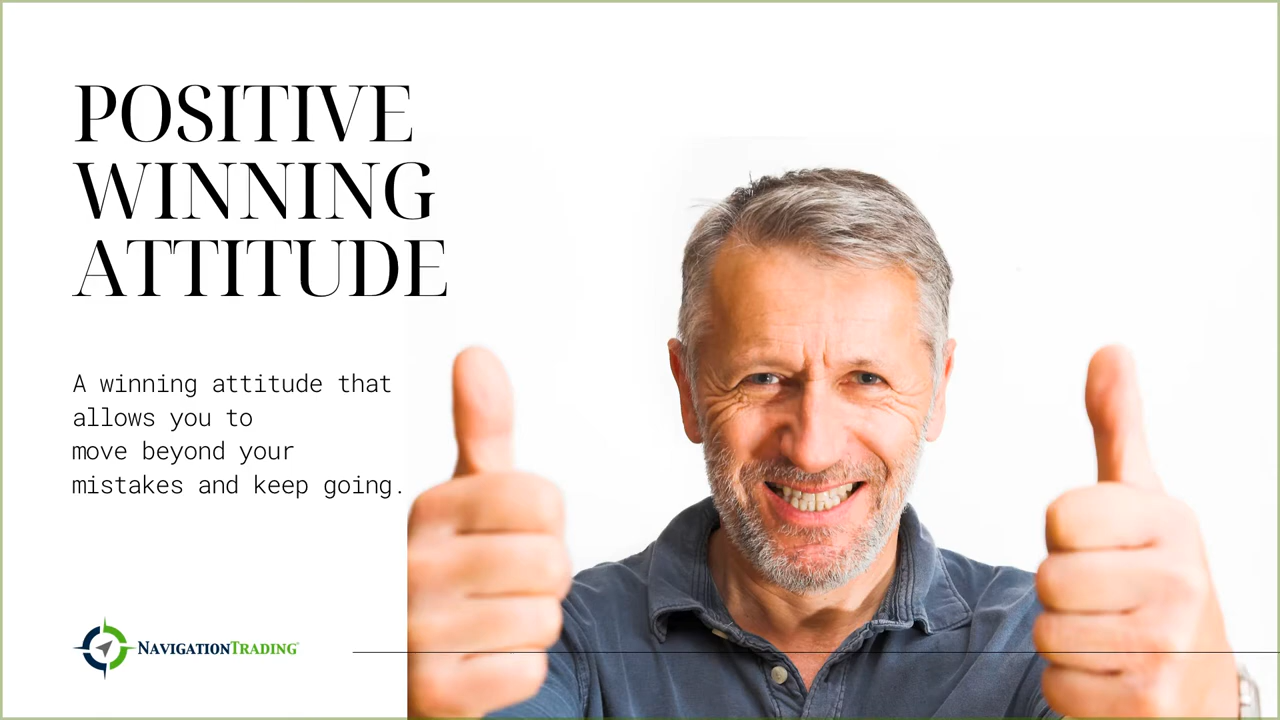 POSITIVE
WINNING
ATTITUDE
A winning attitude that
allows you to
move beyond your
mistakes and keep going.
NAVIGATIONTRADING